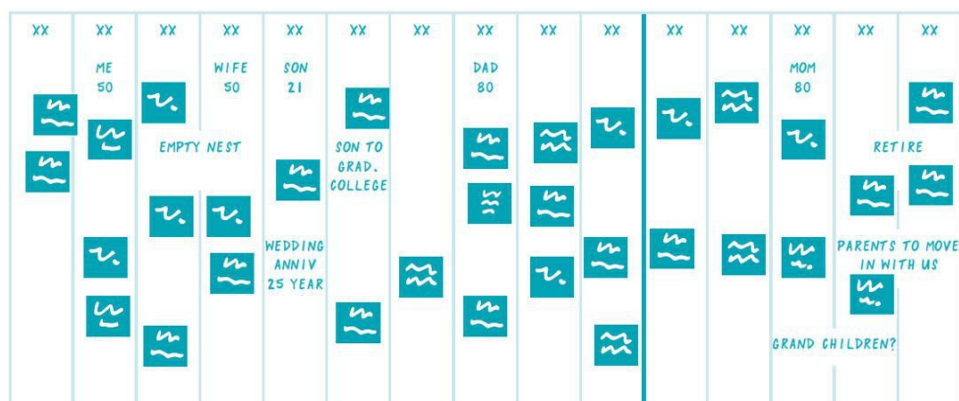 XX XX XX XX XX XX XX XX XX XX XX XX XX XX XX
ME
50
WIFE
50
SON
21
DAD
80
MOM
80
EMPTY NEST
SON TO
GRAD.
COLLEGE
RETIRE
WEDDING
ANNIV
25 YEAR
PARENTS TO MOVE
IN WITH US
GRAND CHILDREN?